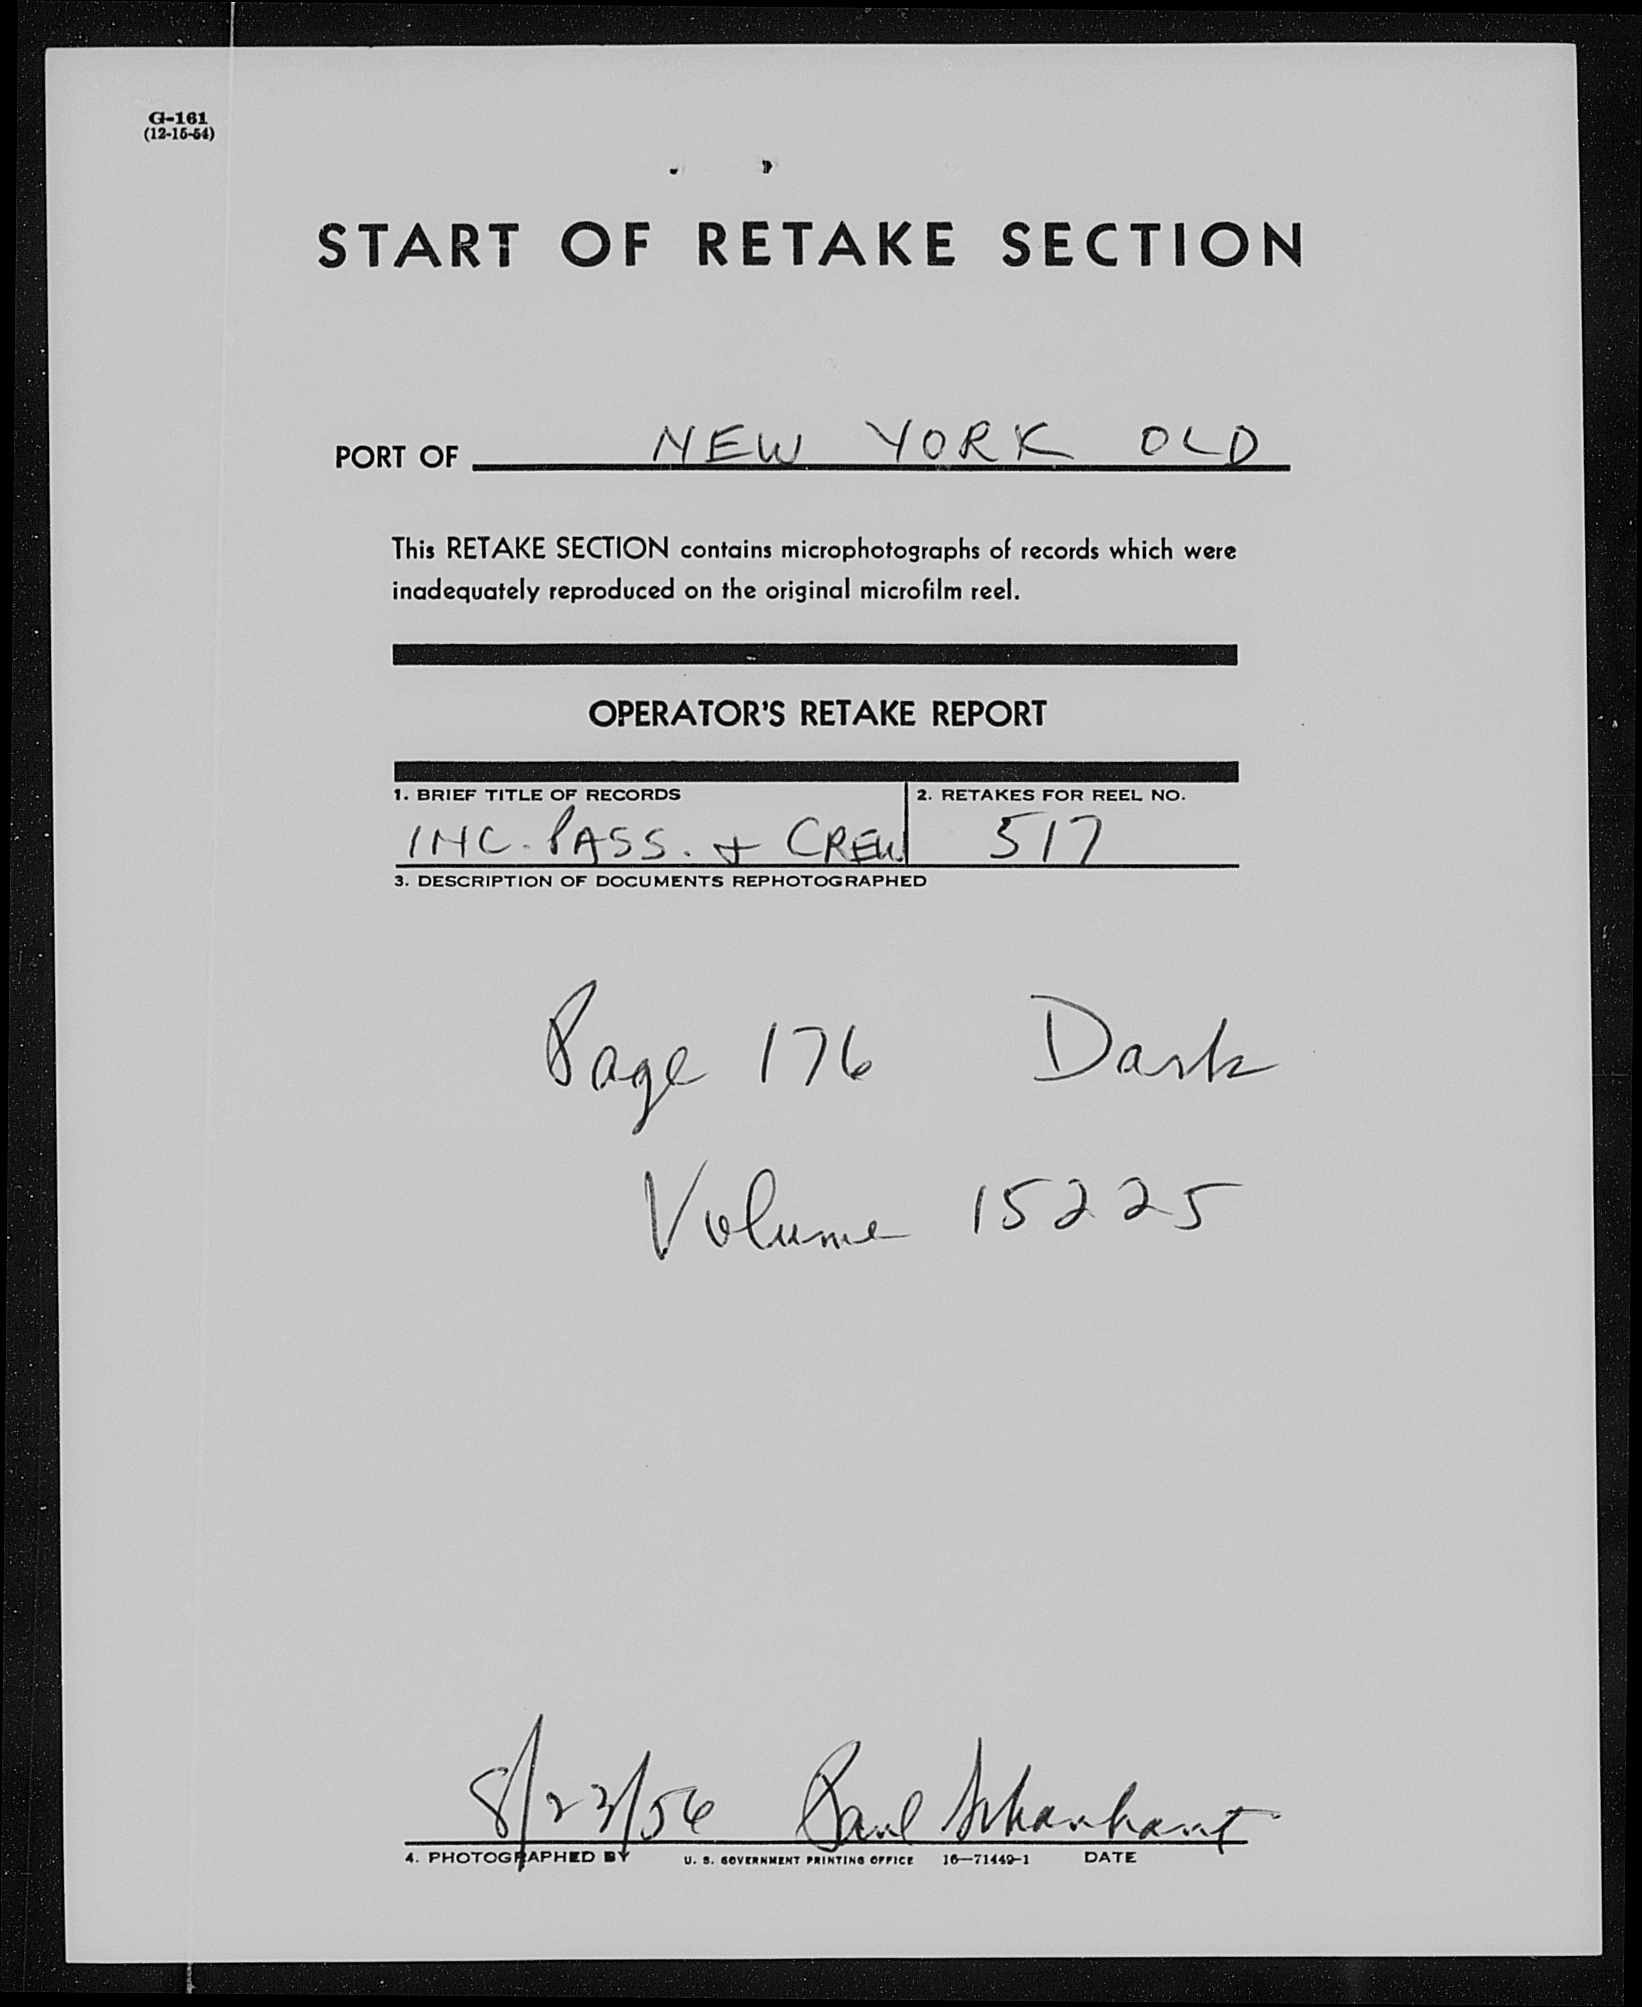 G-161
(12-15-54)
START OF RETAKE SECTION
PORT OF NEW YORK OLD
This RETAKE SECTION contains microphotographs of records which were
inadequately reproduced on the original microfilm reel.
OPERATOR'S RETAKE REPORT
1. BRIEF TITLE OF RECORDS 2. RETAKES FOR REEL NO.
INC. PASS. + CREW 517
3. DESCRIPTION OF DOCUMENTS REPHOTOGRAPHED
Page 176 Dark
Volume 15225
8/23/56 Paul
4. PHOTOGRAPHED BY U. S. GOVERNMENT PRINTING OFFICE 16—71449-1 DATE